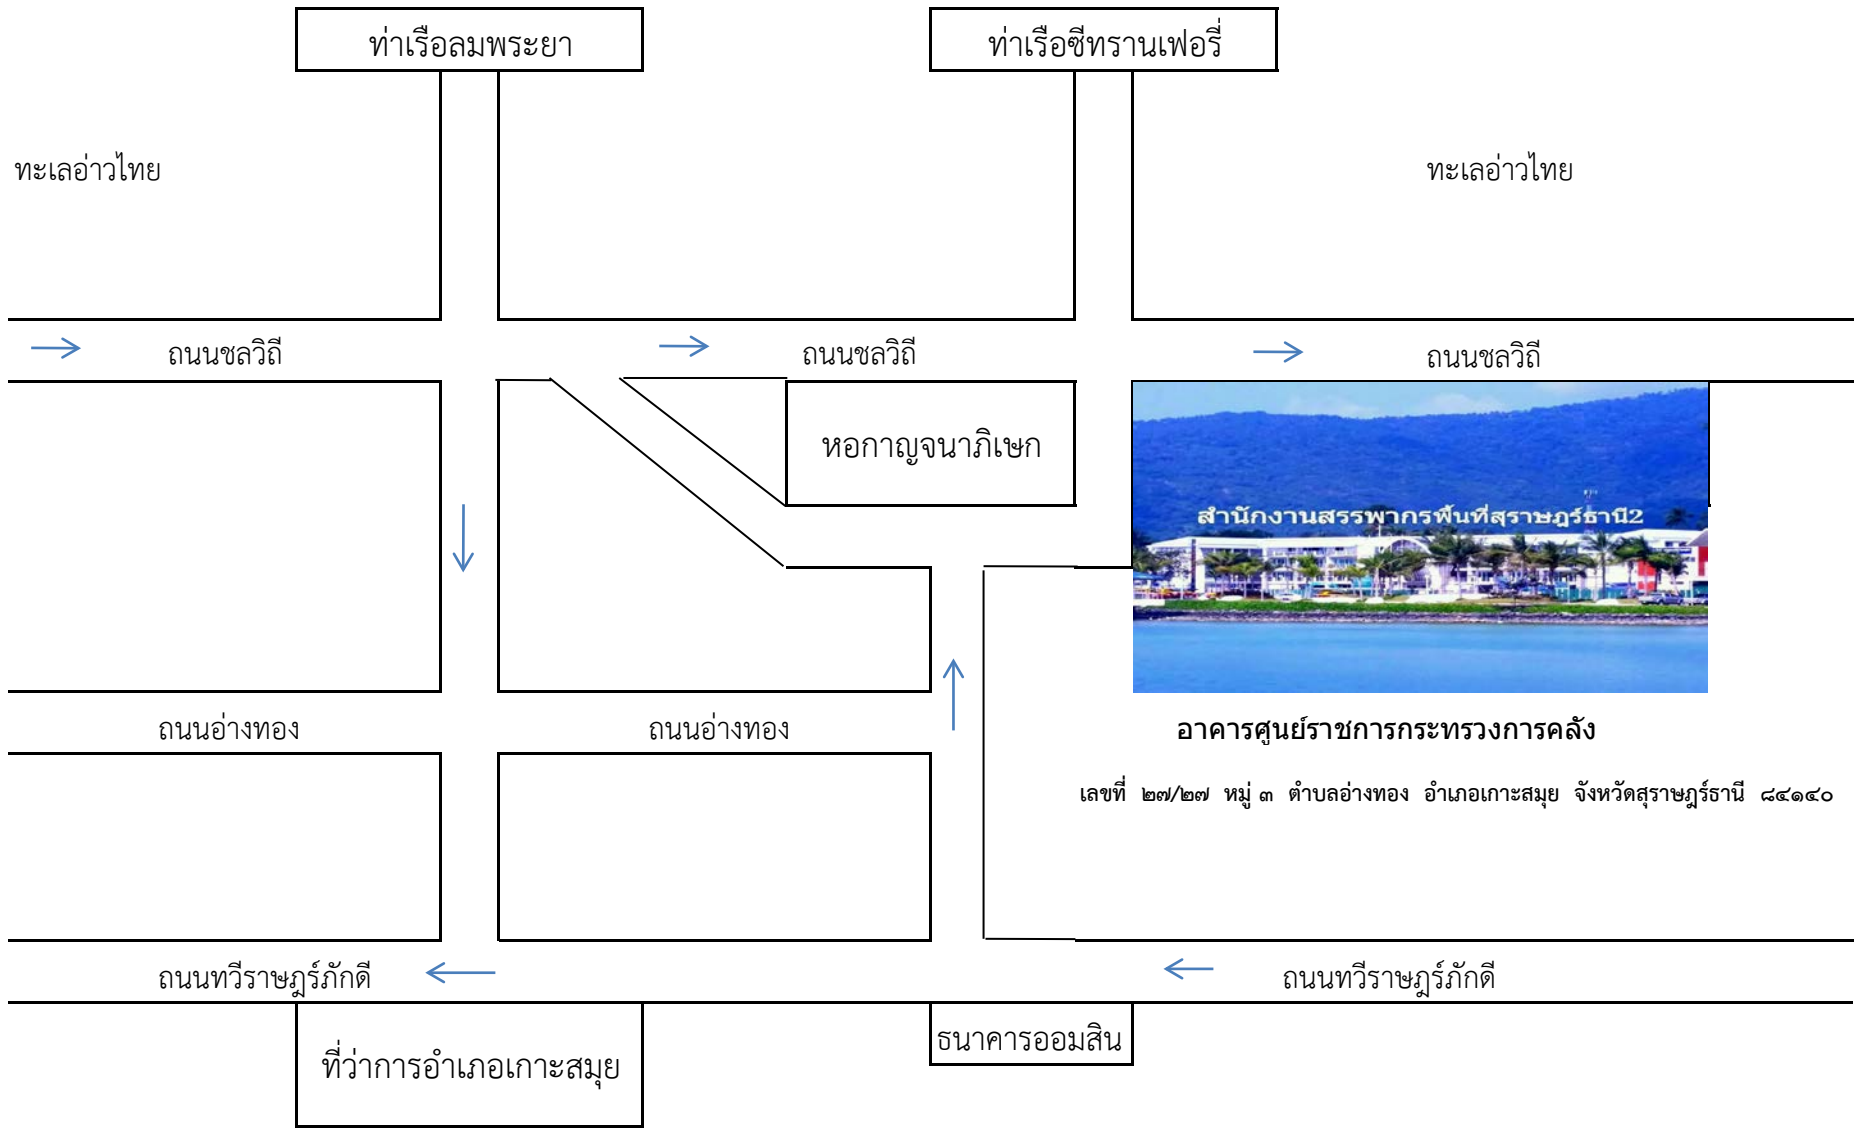 ท่าเรือลมพระยา
ท่าเรือซีทรานเฟอรี่
ทะเลอ่าวไทย
ทะเลอ่าวไทย
ถนนชลวิถี
ถนนชลวิถี
ถนนชลวิถี
หอกาญจนาภิเษก
สำนักงานสรรพากรพื้นที่สุราษฎร์ธานี2
ถนนอ่างทอง
ถนนอ่างทอง
อาคารศูนย์ราชการกระทรวงการคลัง
เลขที่ ๒๗/๒๗ หมู่ ๓ ตำบลอ่างทอง อำเภอเกาะสมุย จังหวัดสุราษฎร์ธานี ๘๔๑๔๐
ถนนทวีราษฎร์ภักดี
ถนนทวีราษฎร์ภักดี
ธนาคารออมสิน
ที่ว่าการอำเภอเกาะสมุย